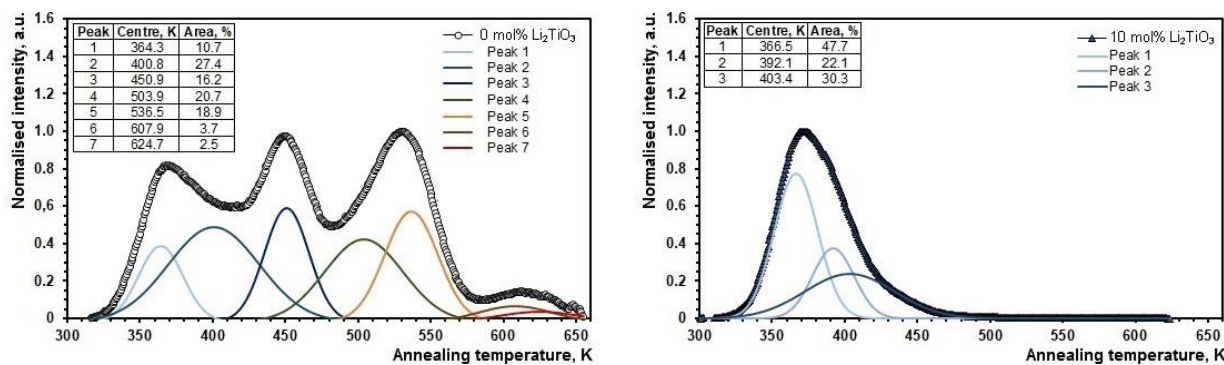 Normalised intensity, a.u.
1.6
1.4
1.2
1.0
0.8
0.6
0.4
0.2
0
Peak Centre, K Area, %
1 364.3 10.7
2 400.8 27.4
3 450.9 16.2
4 503.9 20.7
5 536.5 18.9
6 607.9 3.7
7 624.7 2.5
0 mol% Li₂TiO₃
Peak 1
Peak 2
Peak 3
Peak 4
Peak 5
Peak 6
Peak 7
300 350 400 450 500 550 600 650
Annealing temperature, K
Normalised intensity, a.u.
1.6
1.4
1.2
1.0
0.8
0.6
0.4
0.2
0
Peak Centre, K Area, %
1 366.5 47.7
2 392.1 22.1
3 403.4 30.3
10 mol% Li₂TiO₃
Peak 1
Peak 2
Peak 3
300 350 400 450 500 550 600 650
Annealing temperature, K